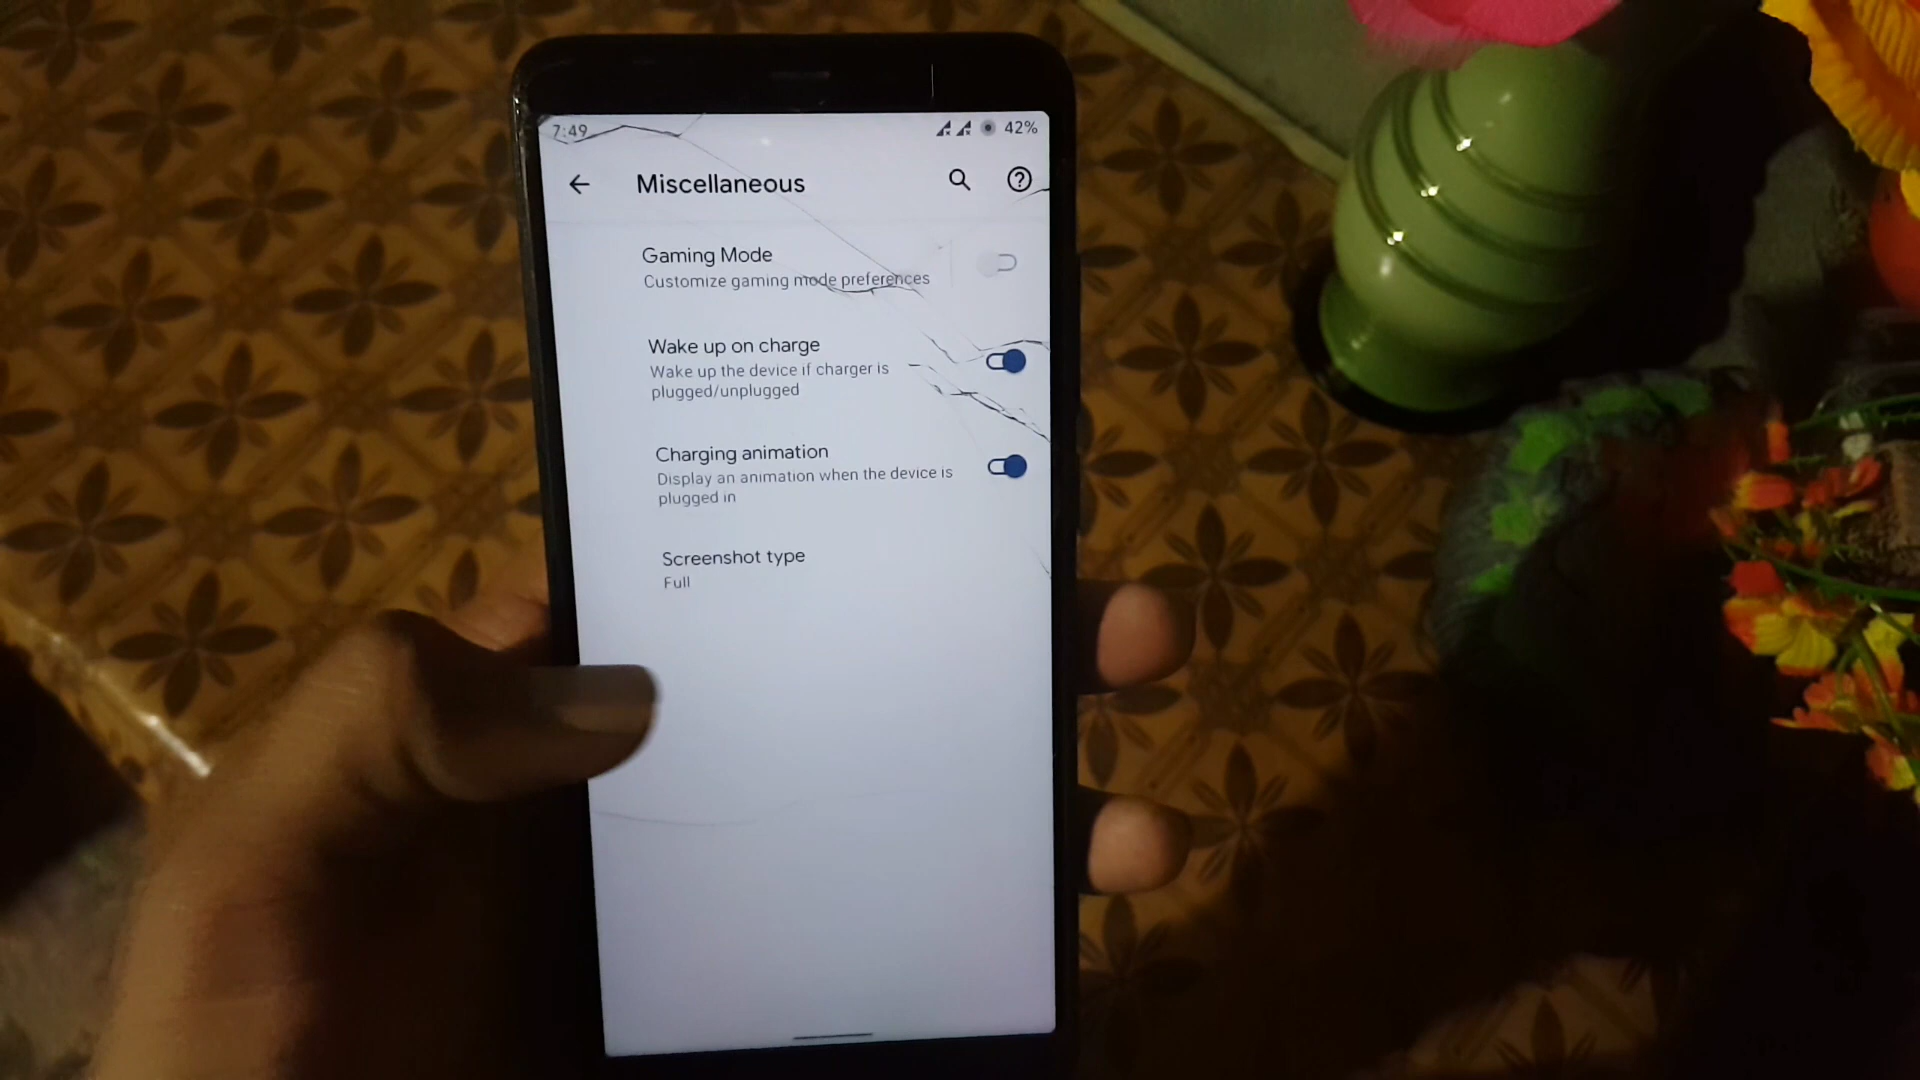 7:49
42%
Miscellaneous
Gaming Mode
Customize gaming mode preferences
Wake up on charge
Wake up the device if charger is
plugged/unplugged
Charging animation
Display an animation when the device is
plugged in
Screenshot type
Full